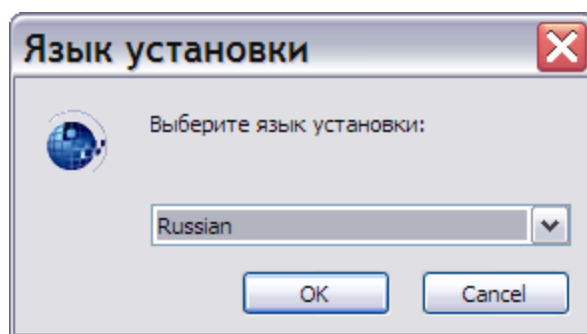 Язык установки
Выберите язык установки:
Russian
OK
Cancel